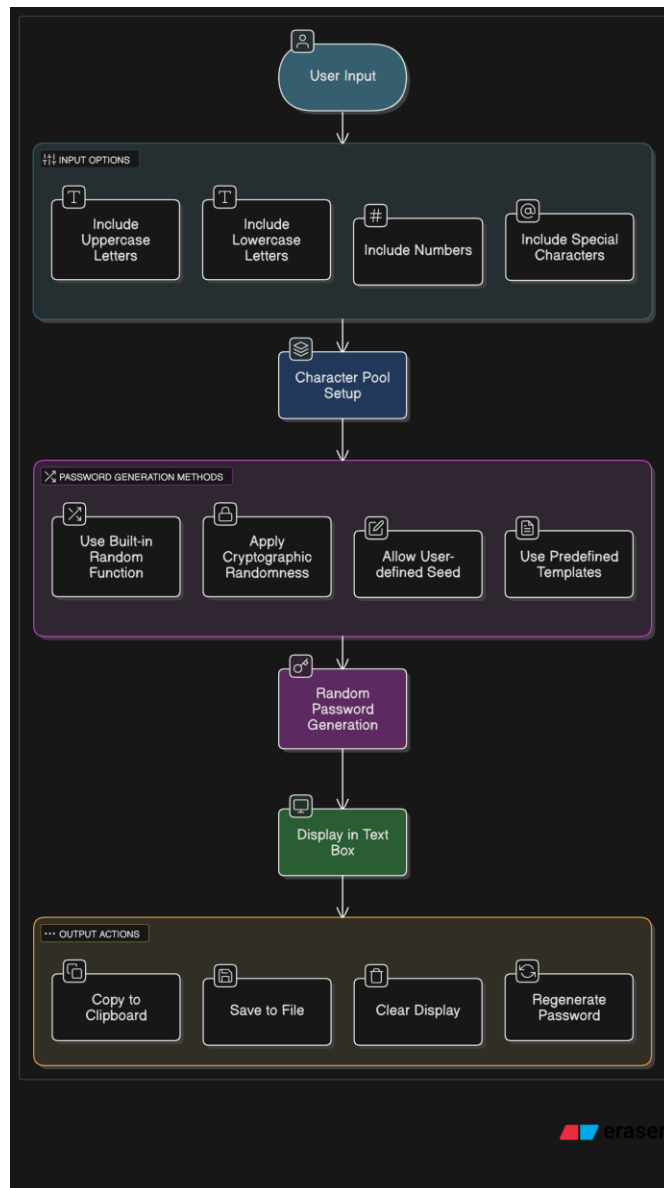 User Input
INPUT OPTIONS
Include
Uppercase
Letters
Include
Lowercase
Letters
Include Numbers
Include Special
Characters
Character Pool
Setup
PASSWORD GENERATION METHODS
Use Built-in
Random
Function
Apply
Cryptographic
Randomness
Allow User-
defined Seed
Use Predefined
Templates
Random
Password
Generation
Display in Text
Box
OUTPUT ACTIONS
Copy to
Clipboard
Save to File
Clear Display
Regenerate
Password
eraser